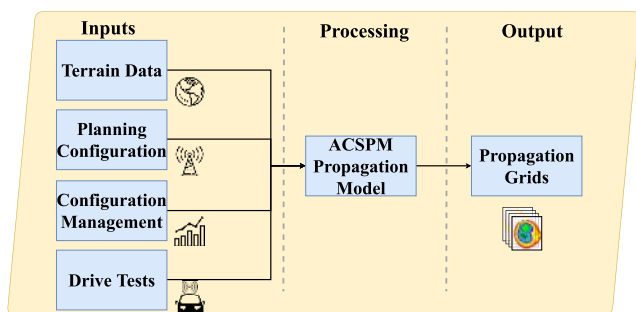 Inputs
Processing
Output
Terrain Data
Planning
Configuration
Configuration
Management
Drive Tests
ACSPM
Propagation
Model
Propagation
Grids